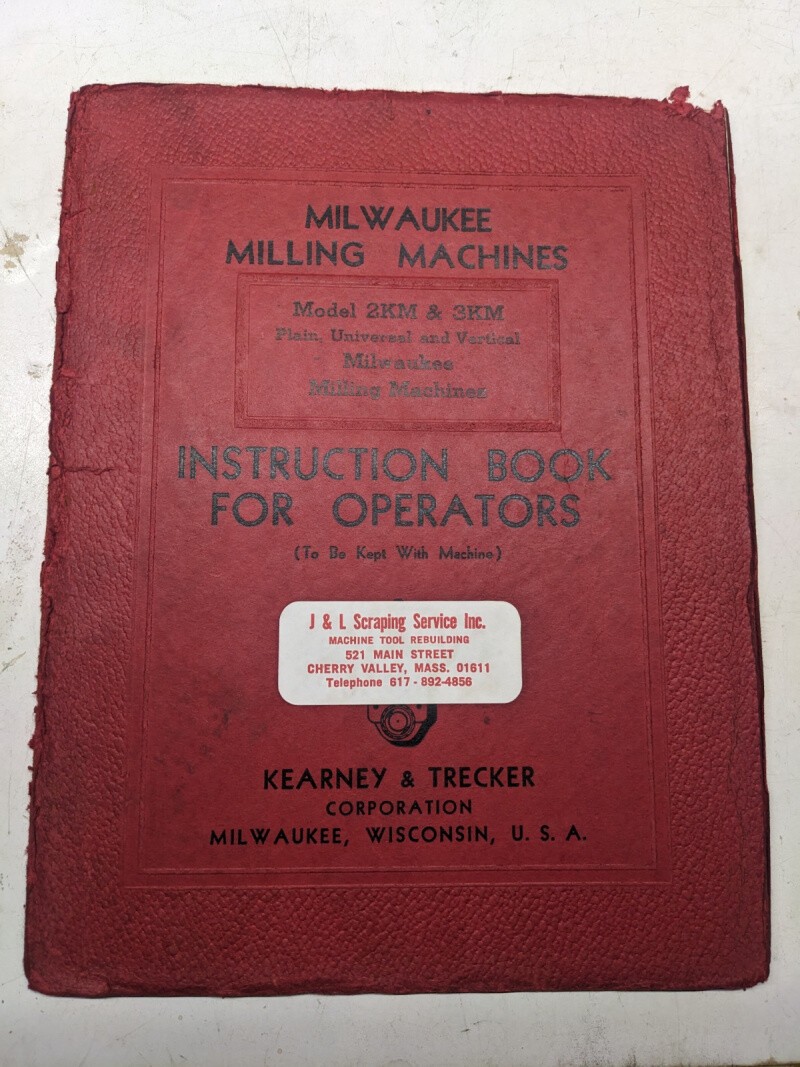 MILWAUKEE
MILLING MACHINES
Model 2KM & 3KM
Plain, Universal and Vertical
Milwaukee
Milling Machines
INSTRUCTION BOOK
FOR OPERATORS
(To Be Kept With Machine)
J & L Scraping Service Inc.
MACHINE TOOL REBUILDING
521 MAIN STREET
CHERRY VALLEY, MASS. 01611
Telephone 617-892-4856
KEARNEY & TRECKER
CORPORATION
MILWAUKEE, WISCONSIN, U. S. A.